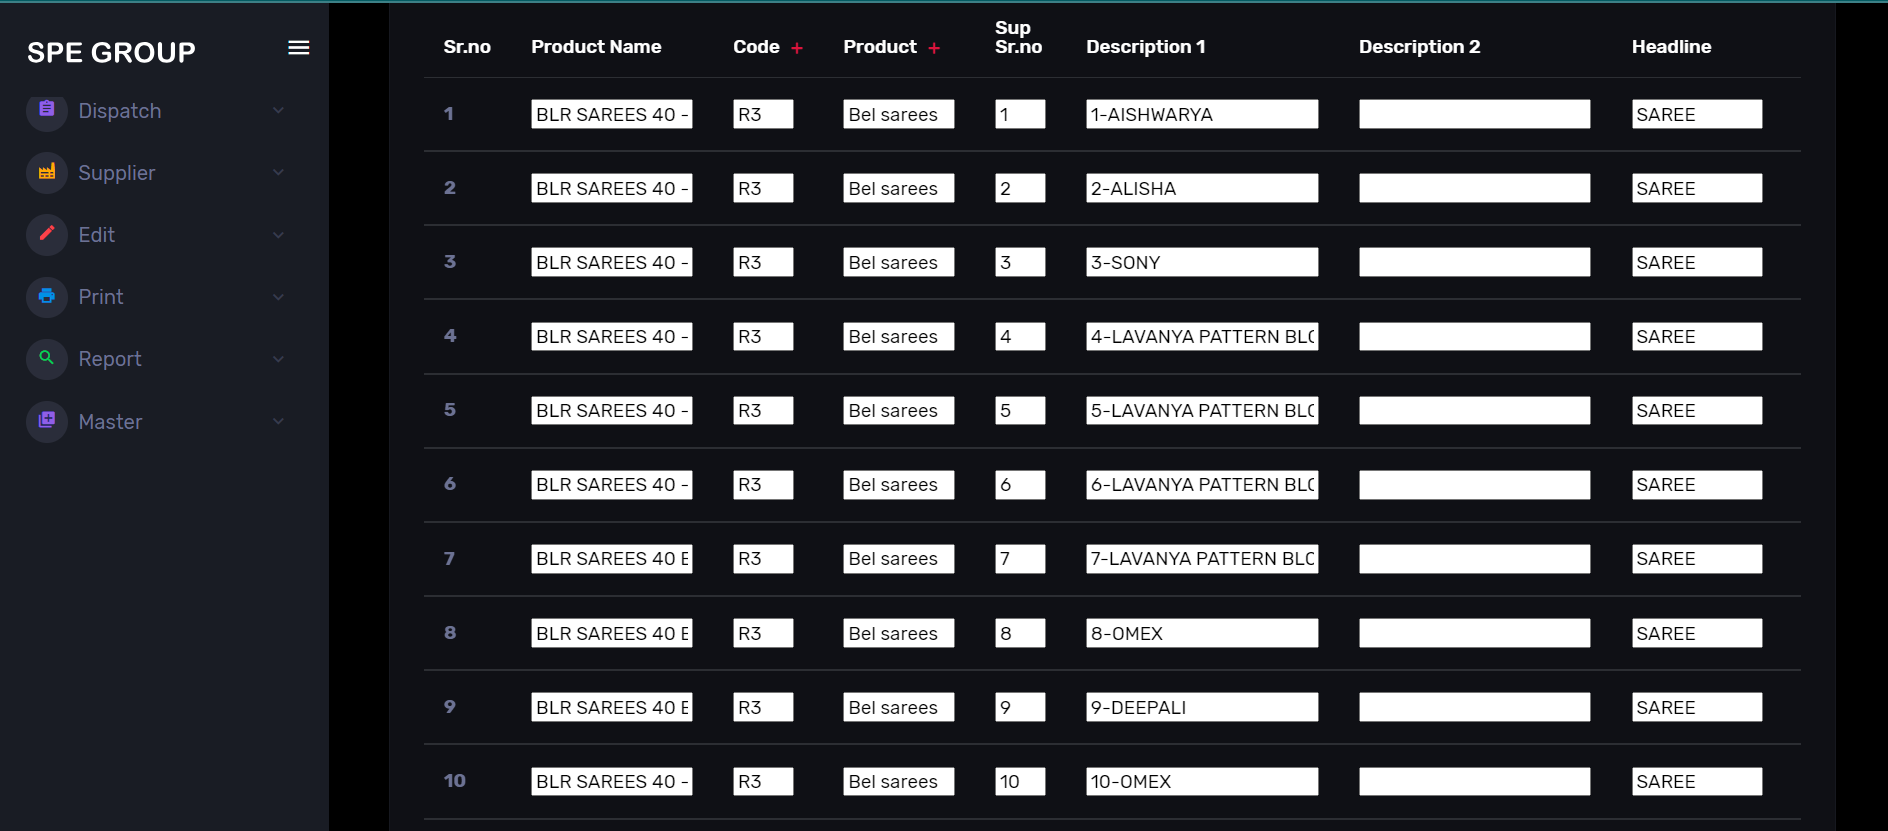 SPE GROUP
Dispatch
Supplier
Edit
Print
Report
Master
Sr.no Product Name Code + Product + Sup Sr.no Description 1 Description 2 Headline
1 BLR SAREES 40 - R3 Bel sarees 1 1-AISHWARYA SAREE
2 BLR SAREES 40 - R3 Bel sarees 2 2-ALISHA SAREE
3 BLR SAREES 40 - R3 Bel sarees 3 3-SONY SAREE
4 BLR SAREES 40 - R3 Bel sarees 4 4-LAVANYA PATTERN BLO SAREE
5 BLR SAREES 40 - R3 Bel sarees 5 5-LAVANYA PATTERN BLO SAREE
6 BLR SAREES 40 - R3 Bel sarees 6 6-LAVANYA PATTERN BLO SAREE
7 BLR SAREES 40 E R3 Bel sarees 7 7-LAVANYA PATTERN BLO SAREE
8 BLR SAREES 40 E R3 Bel sarees 8 8-OMEX SAREE
9 BLR SAREES 40 E R3 Bel sarees 9 9-DEEPALI SAREE
10 BLR SAREES 40 - R3 Bel sarees 10 10-OMEX SAREE